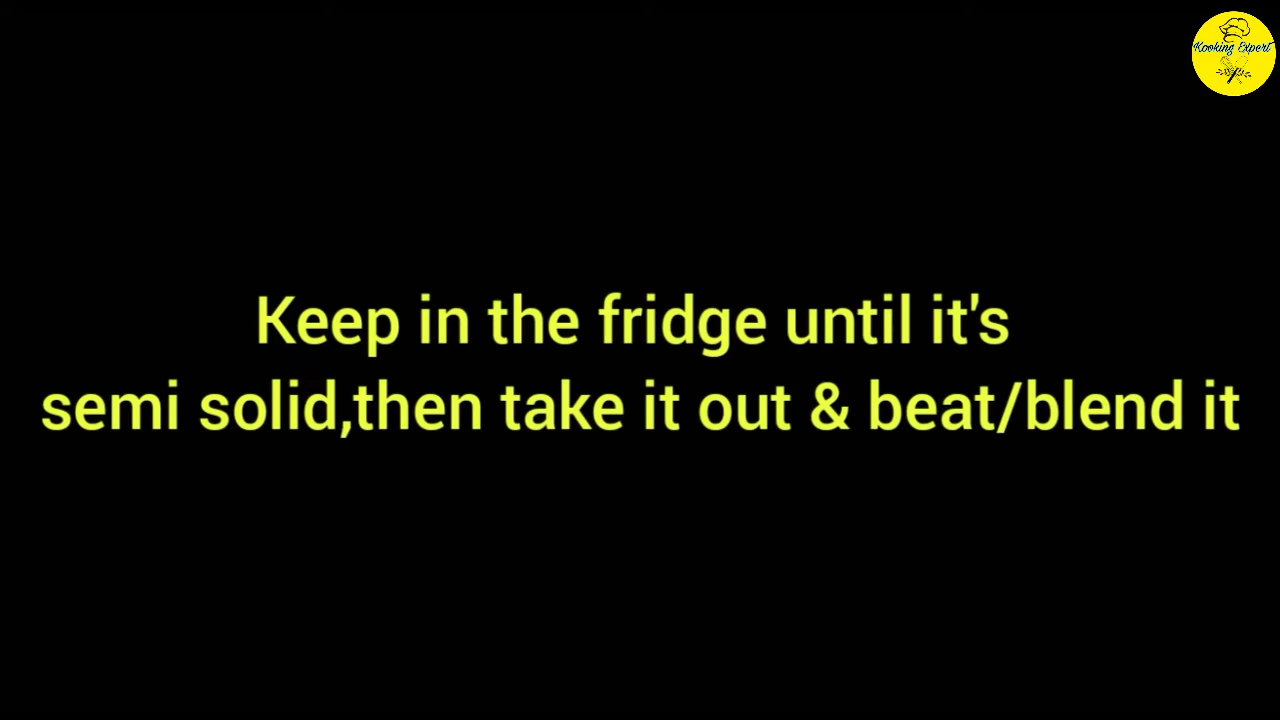 Kooking Expert
Keep in the fridge until it's
semi solid,then take it out & beat/blend it